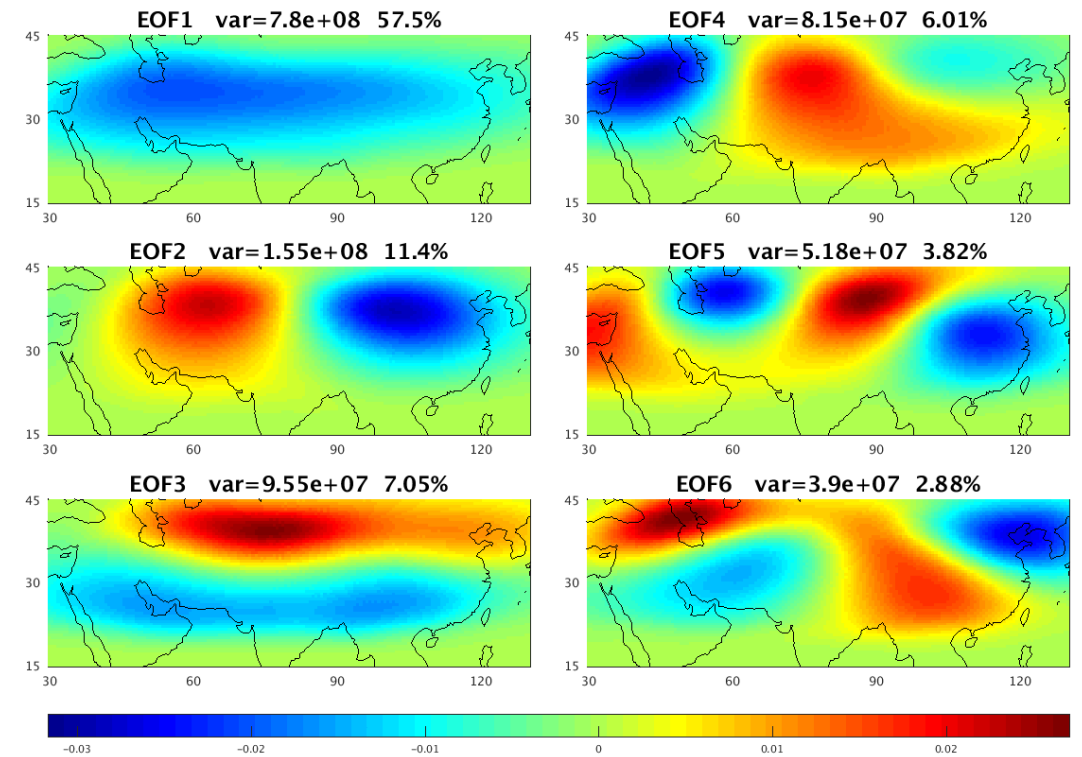 EOF1 var=7.8e+08 57.5%
45
30
15
30 60 90 120
EOF4 var=8.15e+07 6.01%
45
30
15
30 60 90 120
EOF2 var=1.55e+08 11.4%
45
30
15
30 60 90 120
EOF5 var=5.18e+07 3.82%
45
30
15
30 60 90 120
EOF3 var=9.55e+07 7.05%
45
30
15
30 60 90 120
EOF6 var=3.9e+07 2.88%
45
30
15
30 60 90 120
−0.03 −0.02 −0.01 0 0.01 0.02